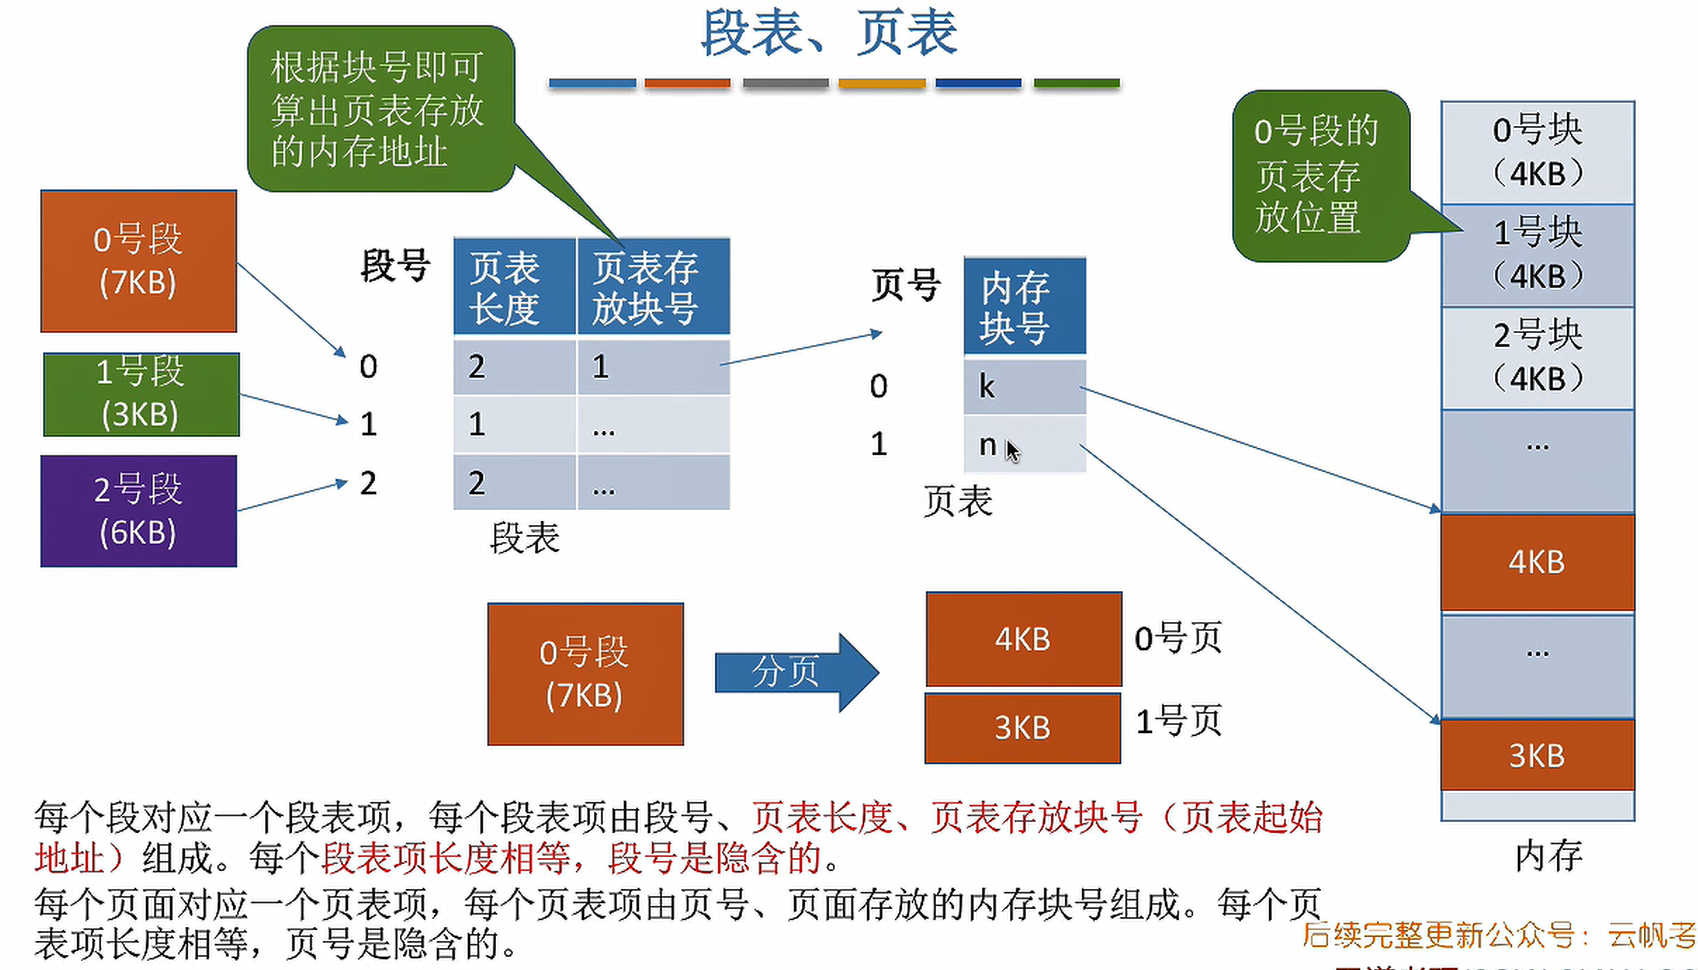 段表、页表
根据块号即可
算出页表存放
的内存地址
0号段的
页表存
放位置
0号段
(7KB)
1号段
(3KB)
2号段
(6KB)
段号
页表
长度
页表存
放块号
0
2
1
1
1
...
2
2
...
段表
页号
内存
块号
0
k
1
n
页表
0号块
（4KB）
1号块
（4KB）
2号块
（4KB）
...
4KB
...
3KB
内存
0号段
(7KB)
分页
4KB
0号页
3KB
1号页
每个段对应一个段表项，每个段表项由段号、页表长度、页表存放块号（页表起始
地址）组成。每个段表项长度相等，段号是隐含的。
每个页面对应一个页表项，每个页表项由页号、页面存放的内存块号组成。每个页
表项长度相等，页号是隐含的。
后续完整更新公众号：云帆考